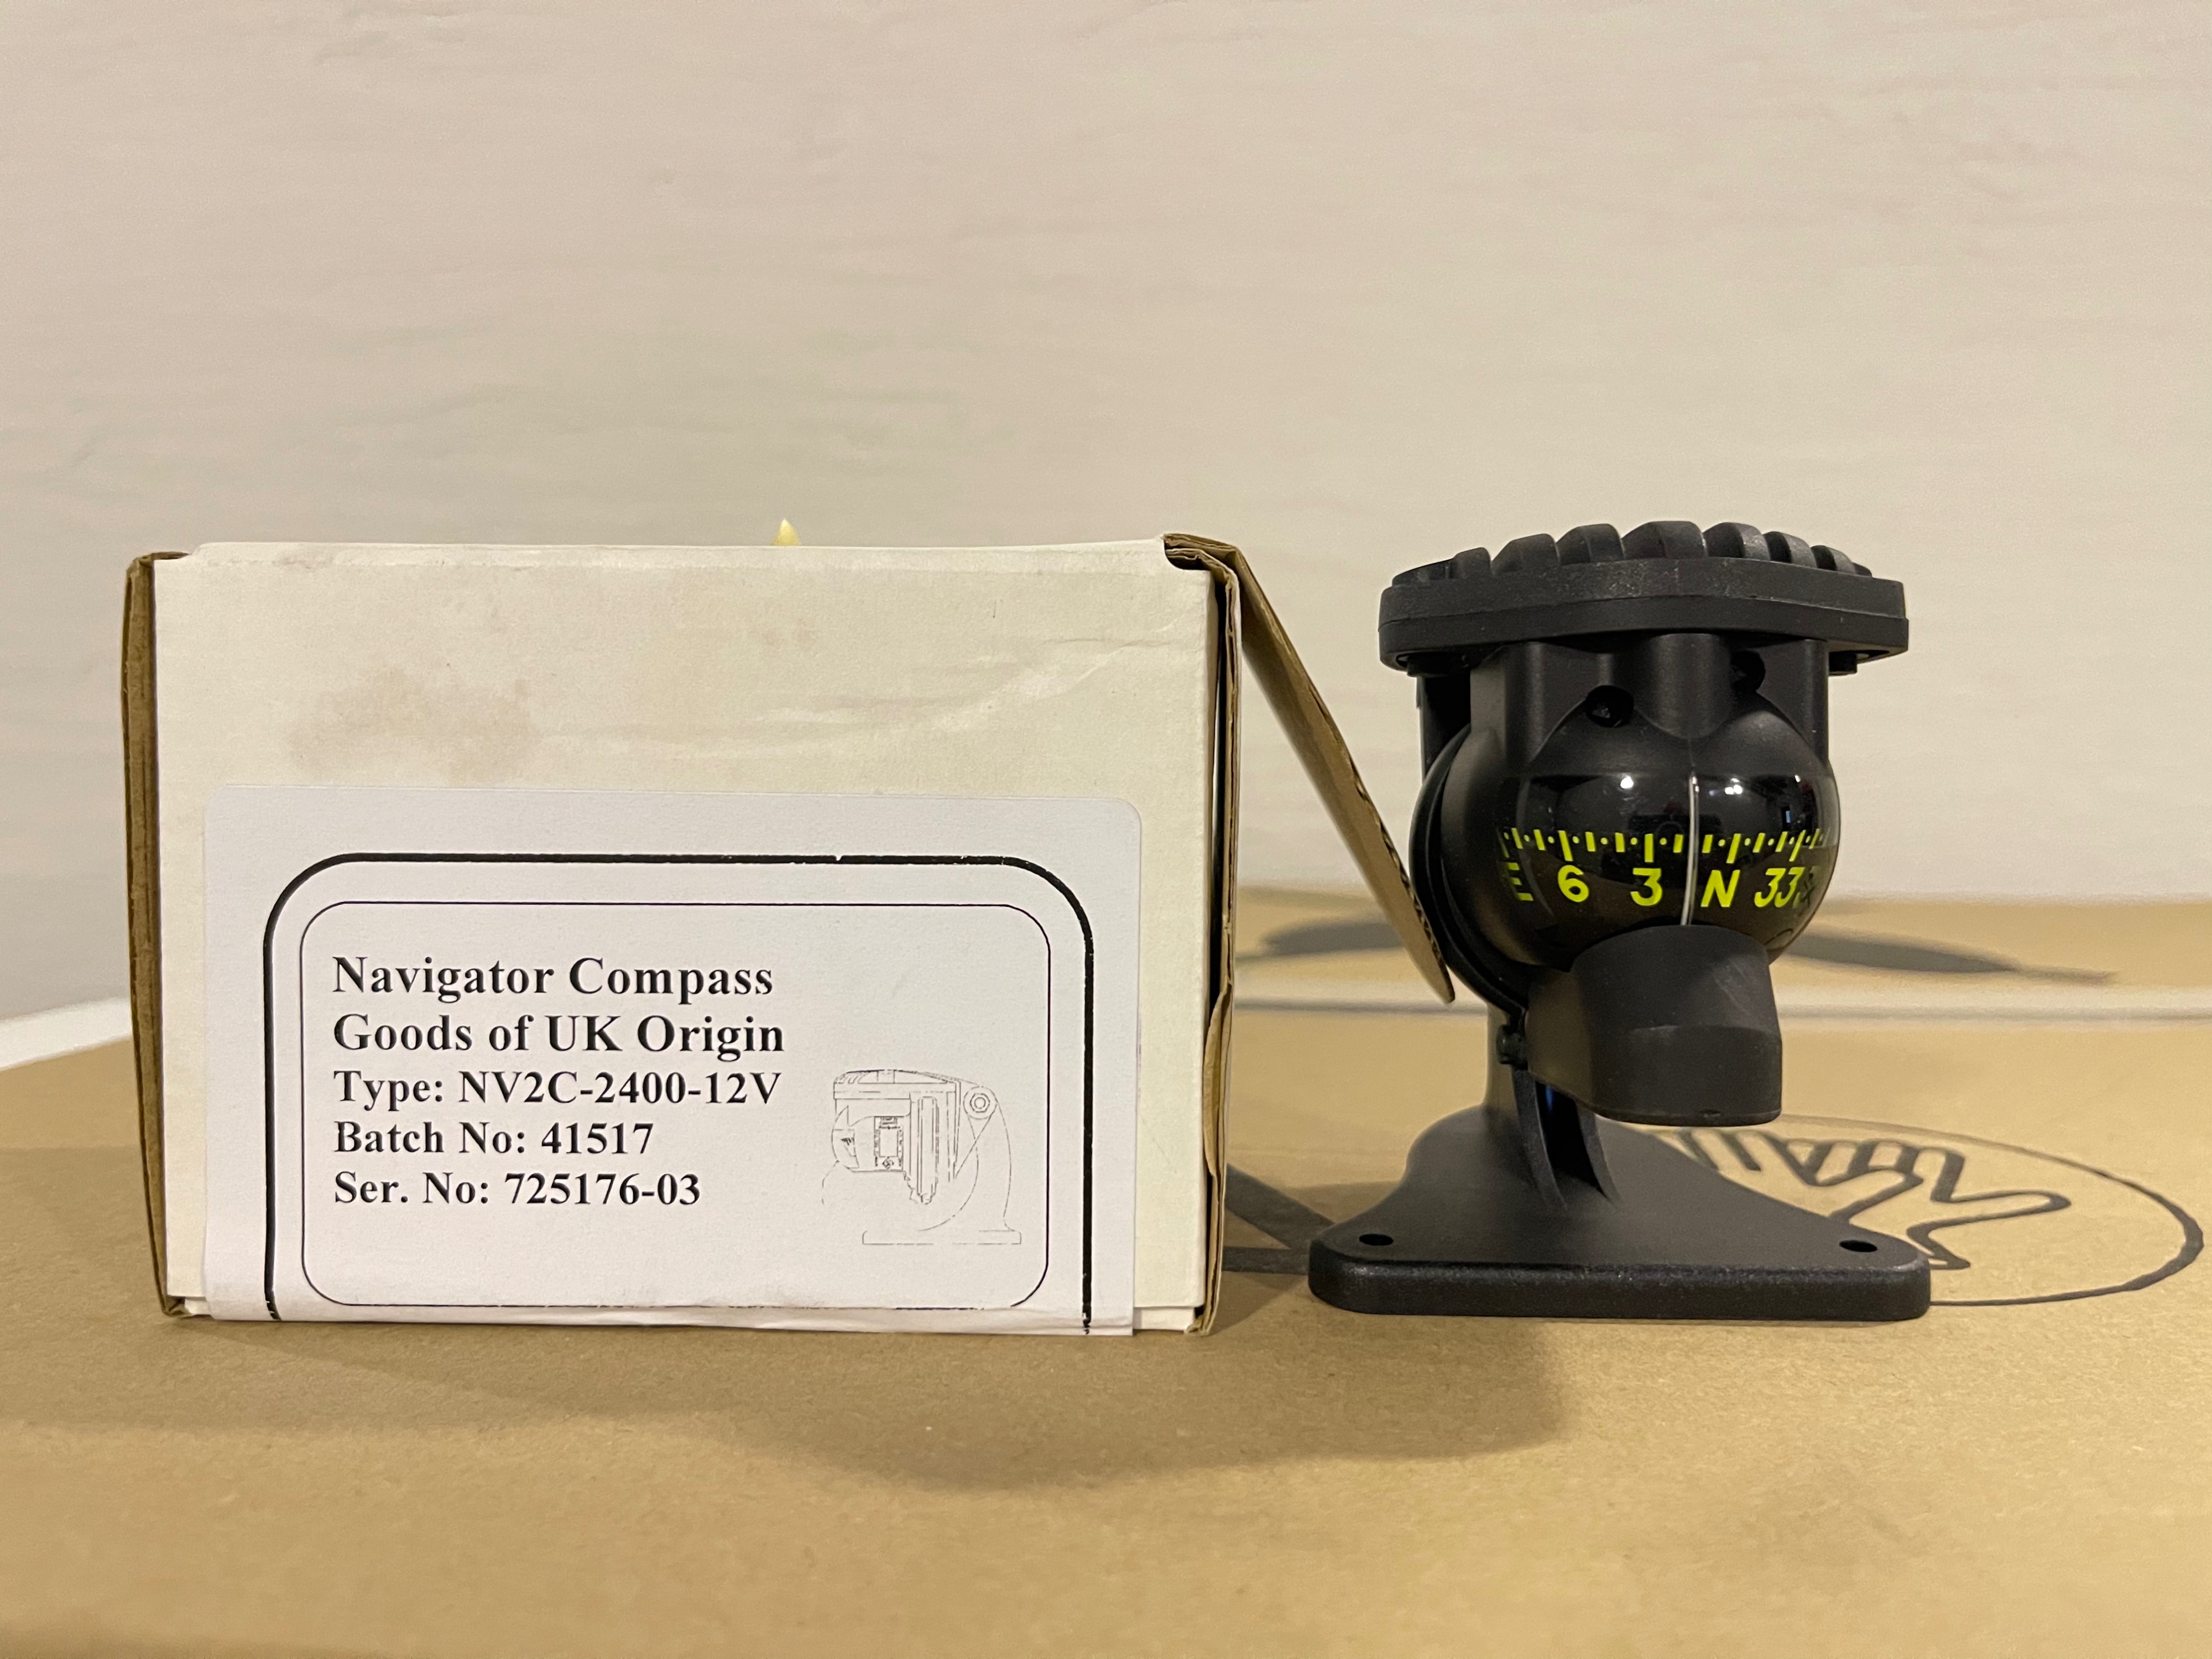 Navigator Compass
Goods of UK Origin
Type: NV2C-2400-12V
Batch No: 41517
Ser. No: 725176-03
E 6 3 N 33